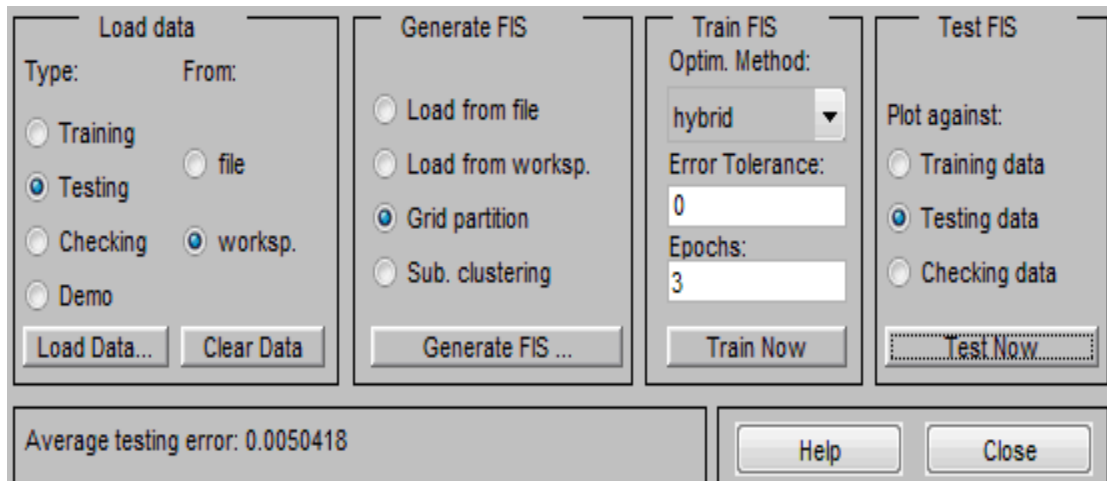 Load data
Type:
From:
Training
Testing
Checking
Demo
file
worksp.
Load Data...
Clear Data
Generate FIS
Load from file
Load from worksp.
Grid partition
Sub. clustering
Generate FIS ...
Train FIS
Optim. Method:
hybrid
Error Tolerance:
0
Epochs:
3
Train Now
Test FIS
Plot against:
Training data
Testing data
Checking data
Test Now
Average testing error: 0.0050418
Help
Close